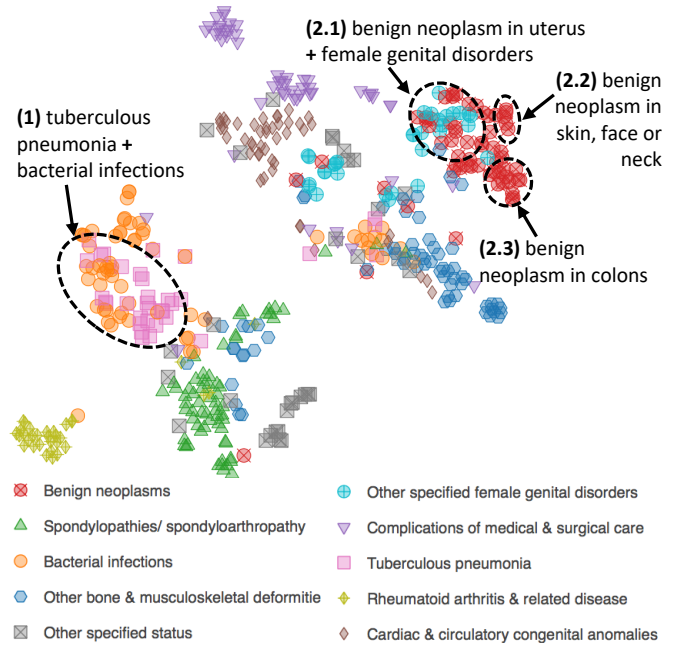 (2.1) benign neoplasm in uterus
+ female genital disorders
(2.2) benign
neoplasm in
skin, face or
neck
(1) tuberculous
pneumonia +
bacterial infections
(2.3) benign
neoplasm in colons
Benign neoplasms
Spondylopathies/ spondyloarthropathy
Bacterial infections
Other bone & musculoskeletal deformitie
Other specified status
Other specified female genital disorders
Complications of medical & surgical care
Tuberculous pneumonia
Rheumatoid arthritis & related disease
Cardiac & circulatory congenital anomalies